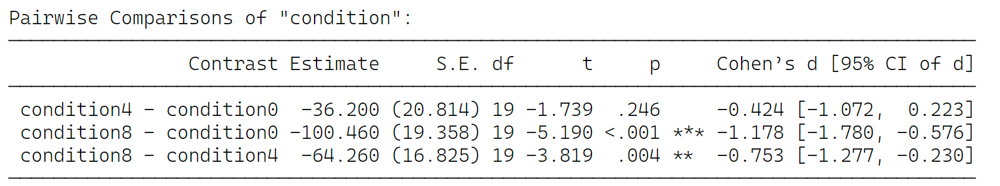 Pairwise Comparisons of "condition":
Contrast Estimate S.E. df t p Cohen’s d [95% CI of d]
condition4 - condition0 -36.200 (20.814) 19 -1.739 .246 -0.424 [-1.072, 0.223]
condition8 - condition0 -100.460 (19.358) 19 -5.190 <.001 *** -1.178 [-1.780, -0.576]
condition8 - condition4 -64.260 (16.825) 19 -3.819 .004 ** -0.753 [-1.277, -0.230]